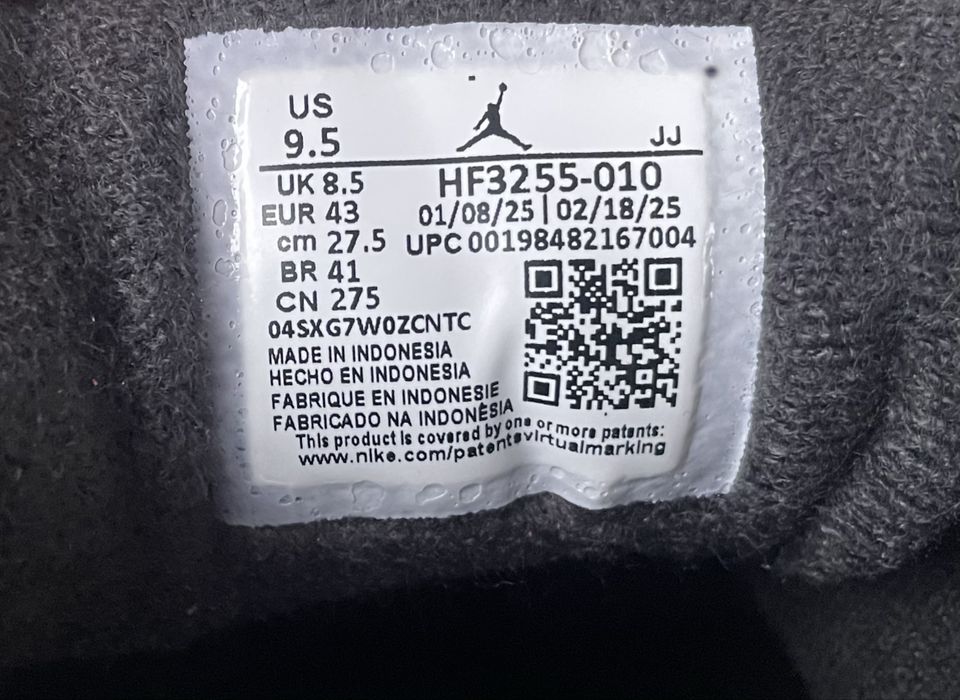 US
9.5
JJ
UK 8.5
HF3255-010
EUR 43
01/08/25 | 02/18/25
cm 27.5
UPC 00198482167004
BR 41
CN 275
04SXG7W0ZCNTC
MADE IN INDONESIA
HECHO EN INDONESIA
FABRIQUE EN INDONESIE
FABRICADO NA INDONÉSIA
This product is covered by one or more patents:
www.nike.com/patentsvirtualmarking